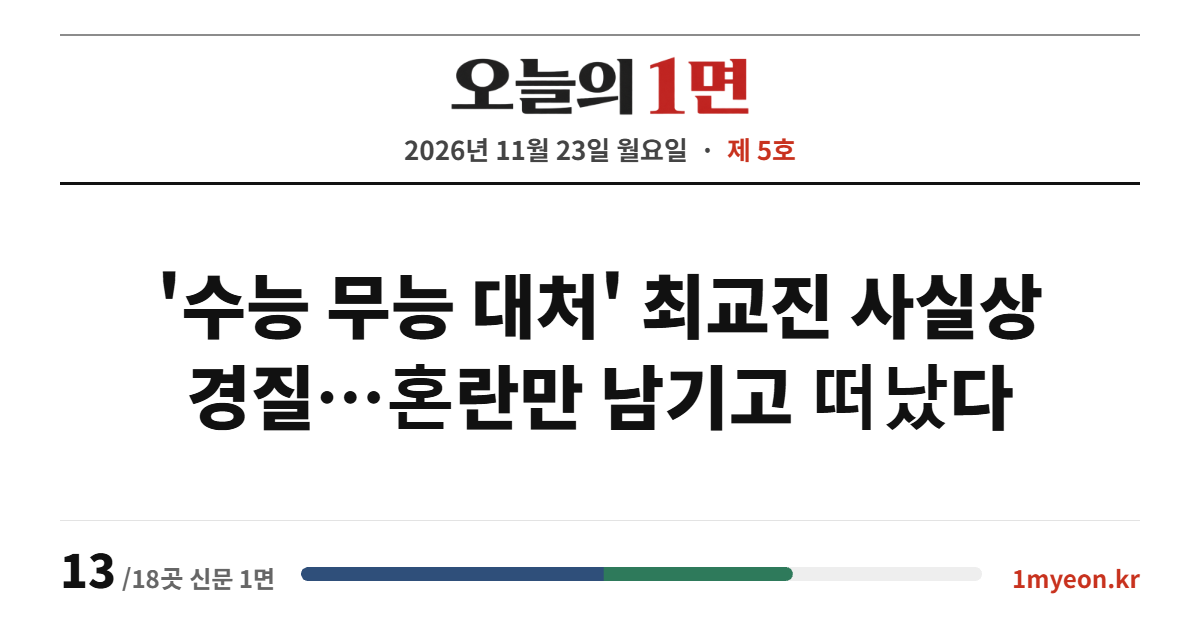 오늘의 1면
2026년 11월 23일 월요일 · 제 5호
'수능 무능 대처' 최교진 사실상
경질…혼란만 남기고 떠났다
13/18곳 신문 1면
1myeon.kr